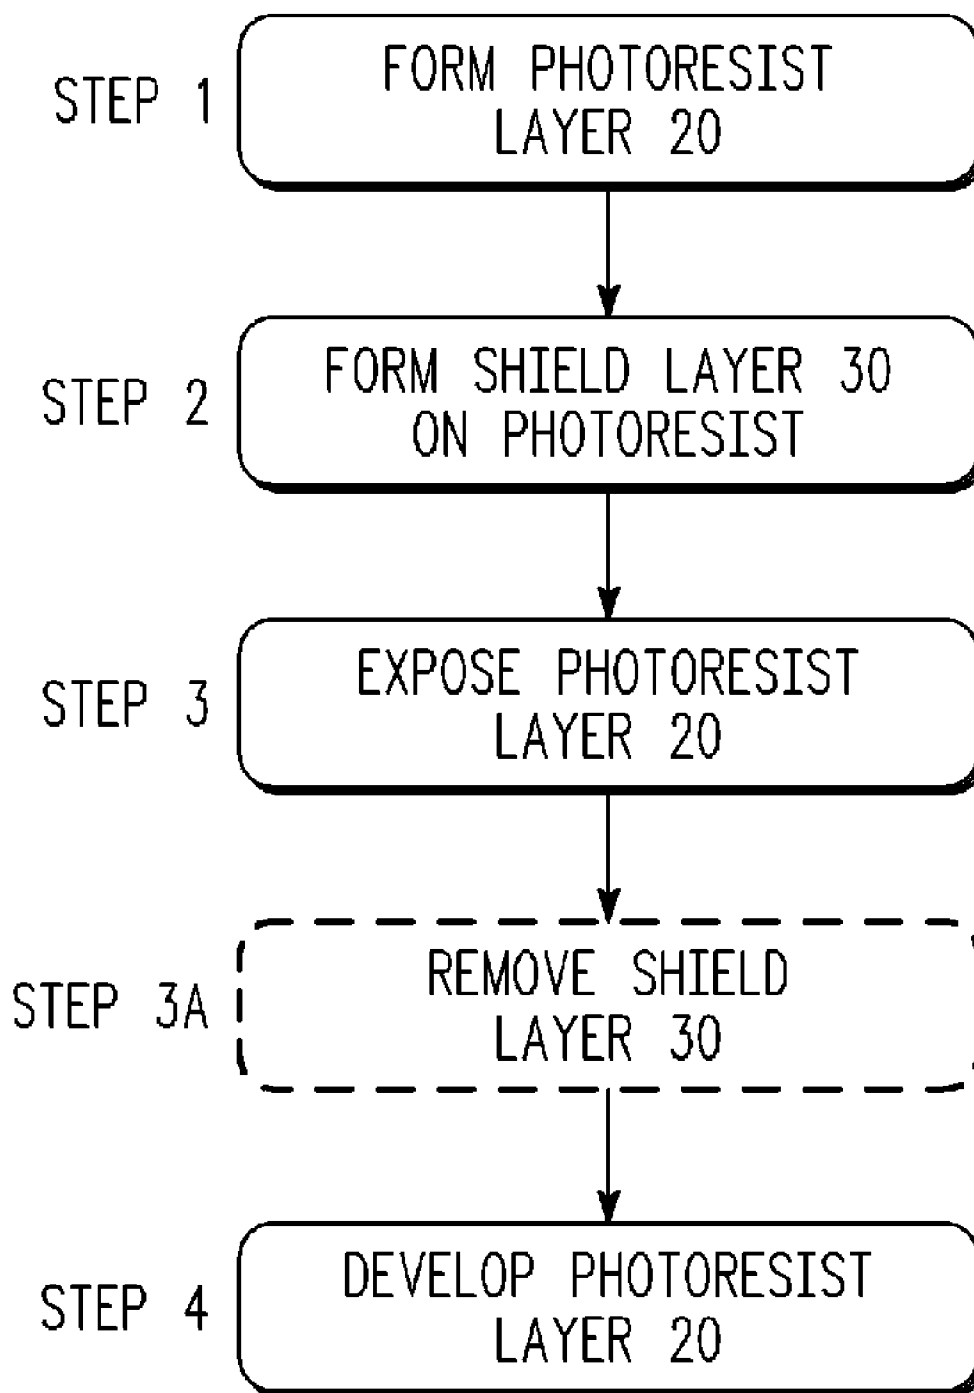 STEP 1
FORM PHOTORESIST
LAYER 20
STEP 2
FORM SHIELD LAYER 30
ON PHOTORESIST
STEP 3
EXPOSE PHOTORESIST
LAYER 20
STEP 3A
REMOVE SHIELD
LAYER 30
STEP 4
DEVELOP PHOTORESIST
LAYER 20